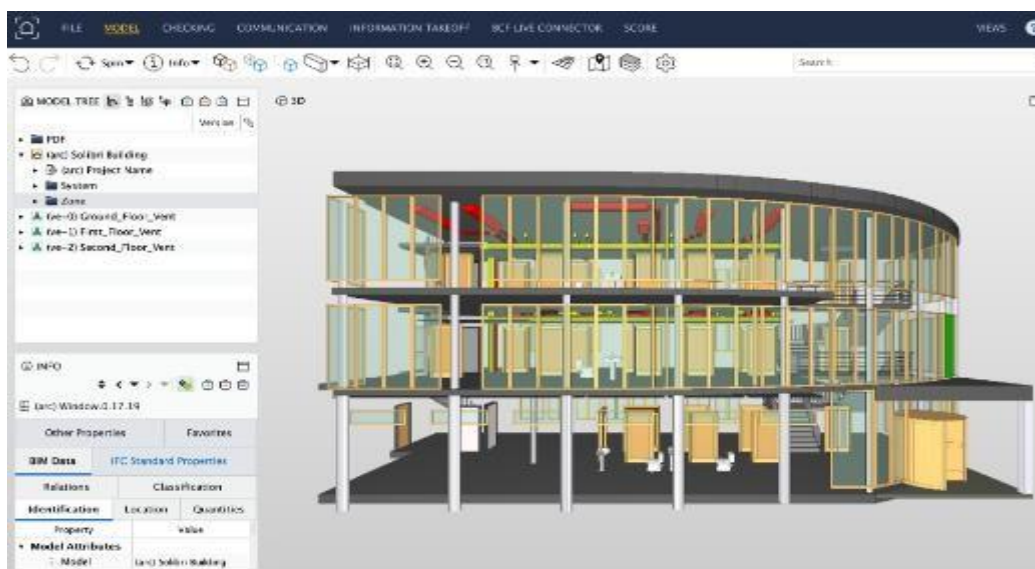 FILE MODEL CHECKING COMMUNICATION INFORMATION TAKEOFF BCF LIVE CONNECTOR SCORE VIEWS
Spin Info Search
MODEL TREE
3D
Version
PDF
(arc) Solibri Building
(arc) Project Name
System
Zone
(ve-0) Ground_Floor_Vent
(ve-1) First_Floor_Vent
(ve-2) Second_Floor_Vent
INFO
(arc) Window.0.17.19
Other Properties Favorites
BIM Data IFC Standard Properties
Relations Classification
Identification Location Quantities
Property Value
Model Attributes
Model (arc) Solibri Building